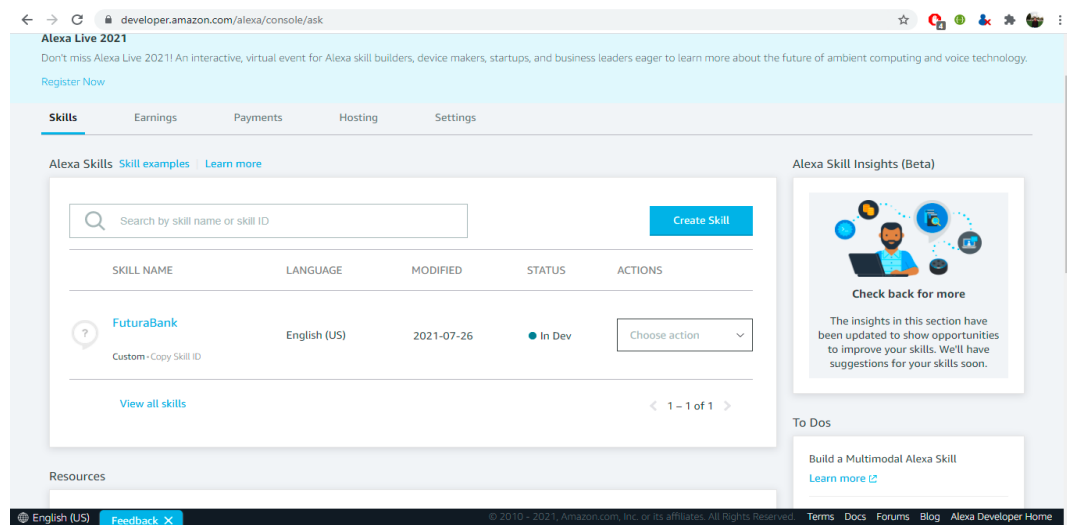 developer.amazon.com/alexa/console/ask
4
Alexa Live 2021
Don't miss Alexa Live 2021! An interactive, virtual event for Alexa skill builders, device makers, startups, and business leaders eager to learn more about the future of ambient computing and voice technology.
Register Now
Skills Earnings Payments Hosting Settings
Alexa Skills Skill examples Learn more
Search by skill name or skill ID
Create Skill
SKILL NAME LANGUAGE MODIFIED STATUS ACTIONS
?
FuturaBank
English (US) 2021-07-26 In Dev Choose action
Custom • Copy Skill ID
View all skills
1 – 1 of 1
Alexa Skill Insights (Beta)
Check back for more
The insights in this section have
been updated to show opportunities
to improve your skills. We'll have
suggestions for your skills soon.
To Dos
Build a Multimodal Alexa Skill
Learn more
Resources
English (US) Feedback X © 2010 - 2021, Amazon.com, Inc. or its affiliates. All Rights Reserved. Terms Docs Forums Blog Alexa Developer Home